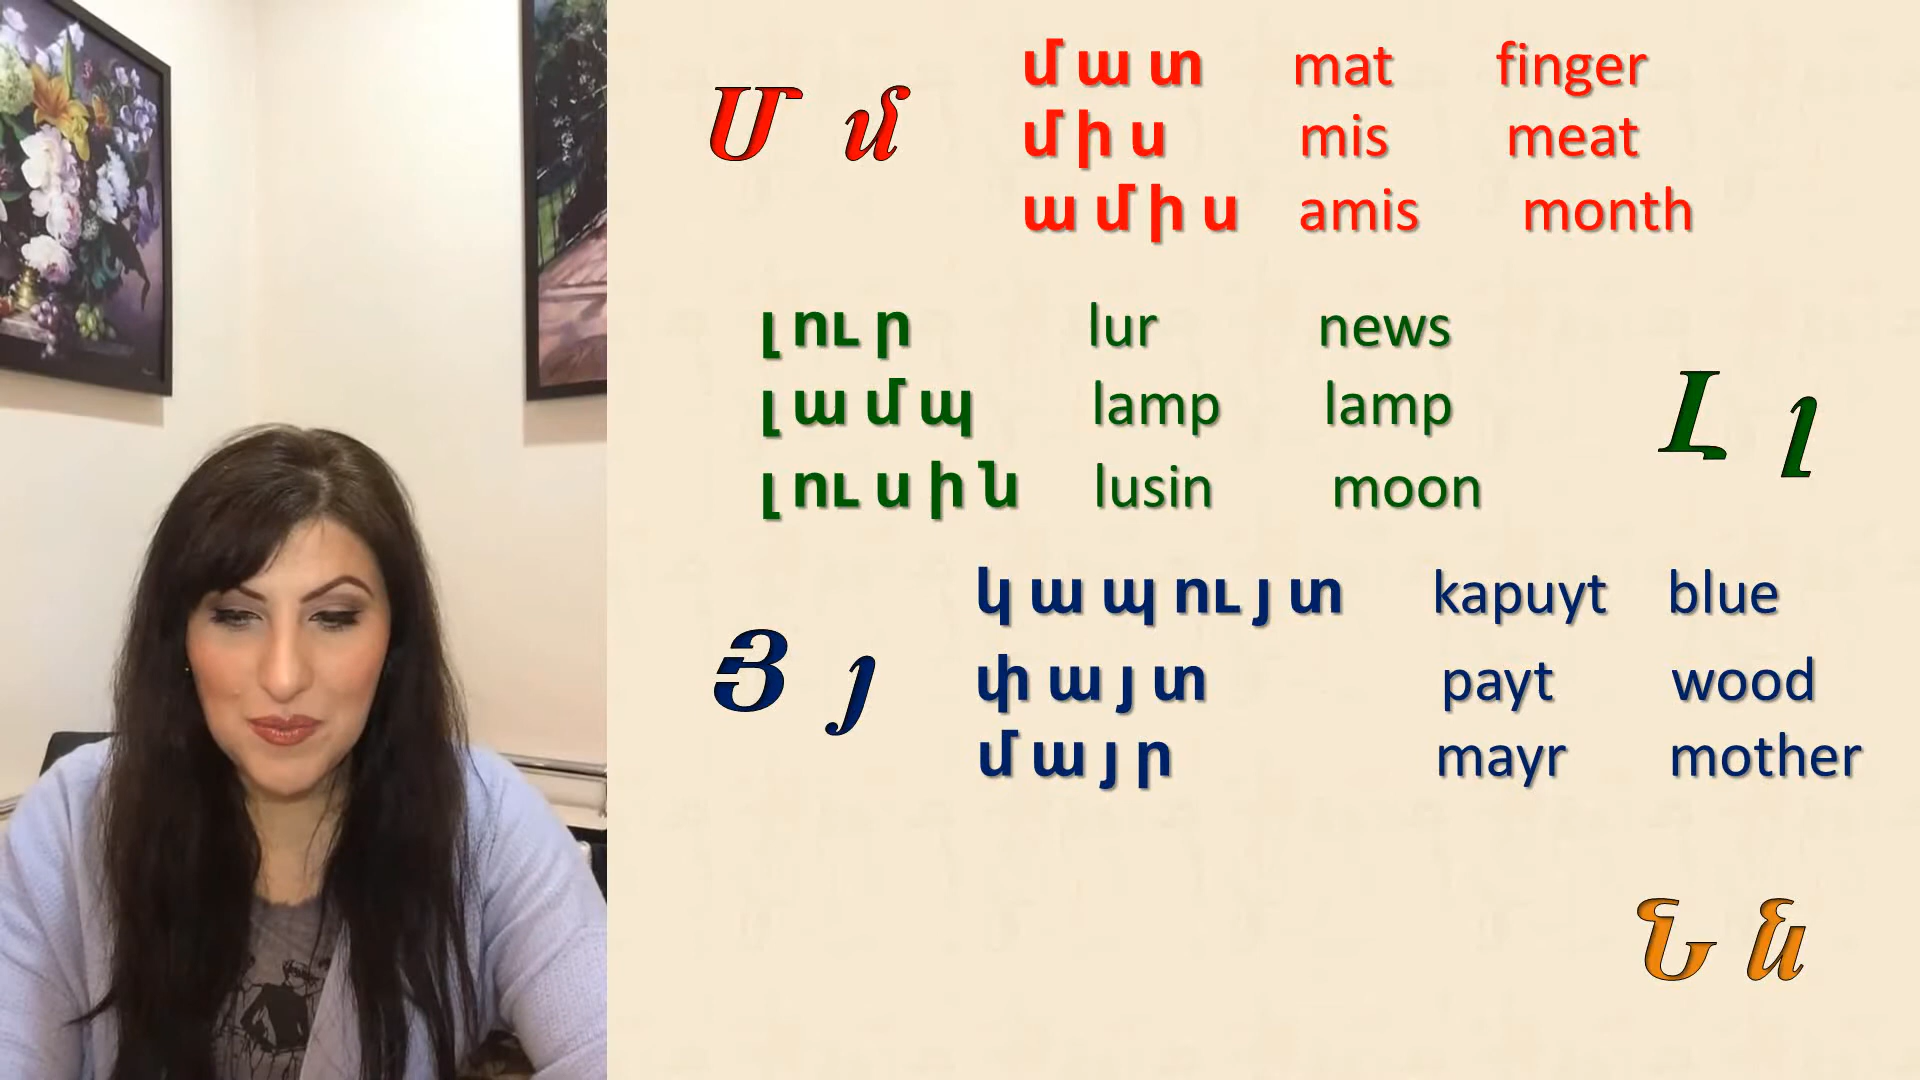 Մ մ
մ ա տ mat finger
մ ի ս mis meat
ա մ ի ս amis month
լ ու ր lur news
լ ա մ պ lamp lamp
լ ու ս ի ն lusin moon
Լ լ
կ ա պ ու յ տ kapuyt blue
Յ յ
փ ա յ տ payt wood
մ ա յ ր mayr mother
Ն ն